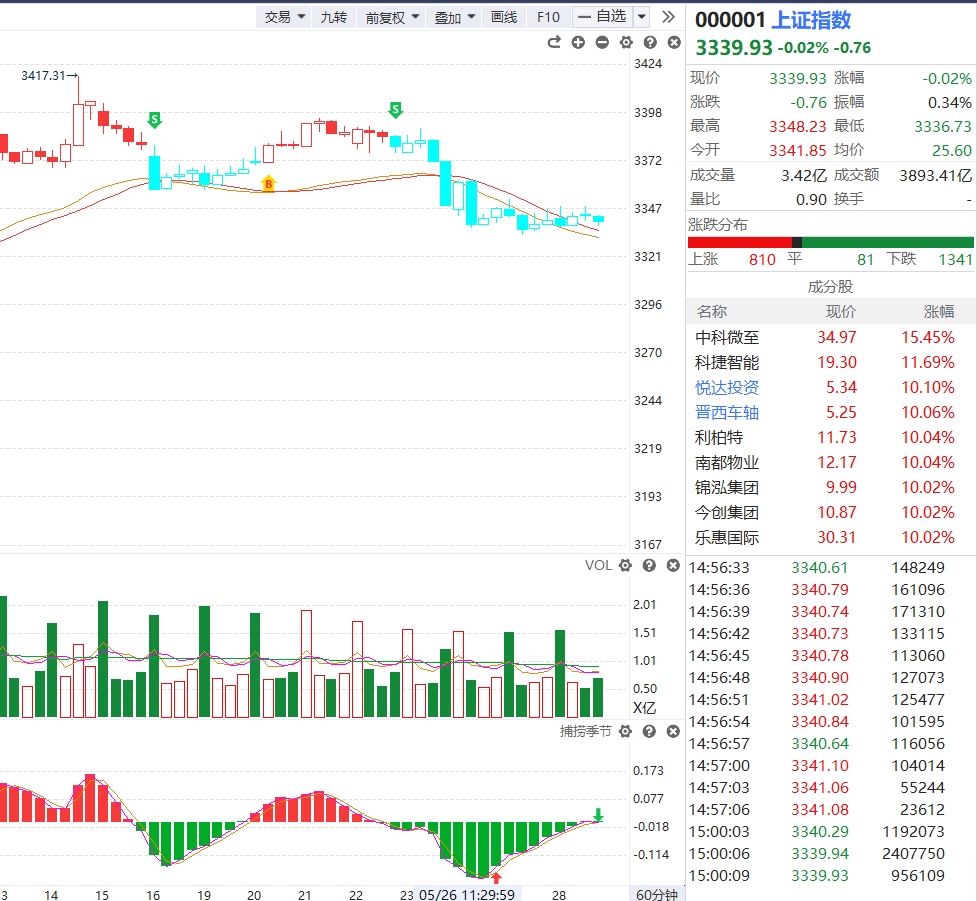 交易 九转 前复权 叠加 画线 F10 自选
000001 上证指数
3339.93 -0.02% -0.76
现价 3339.93 涨幅 -0.02%
涨跌 -0.76 振幅 0.34%
最高 3348.23 最低 3336.73
今开 3341.85 均价 25.60
成交量 3.42亿 成交额 3893.41亿
量比 0.90 换手 -
涨跌分布
上涨 810 平 81 下跌 1341
成分股
名称 现价 涨幅
中科微至 34.97 15.45%
科捷智能 19.30 11.69%
悦达投资 5.34 10.10%
晋西车轴 5.25 10.06%
利柏特 11.73 10.04%
南都物业 12.17 10.04%
锦泓集团 9.99 10.02%
今创集团 10.87 10.02%
乐惠国际 30.31 10.02%
14:56:33 3340.61 148249
14:56:36 3340.79 161096
14:56:39 3340.74 171310
14:56:42 3340.73 133115
14:56:45 3340.78 113060
14:56:48 3340.90 127073
14:56:51 3341.02 125477
14:56:54 3340.84 101595
14:56:57 3340.64 116056
14:57:00 3341.10 104014
14:57:03 3341.06 55244
14:57:06 3341.08 23612
15:00:03 3340.29 1192073
15:00:06 3339.94 2407750
15:00:09 3339.93 956109
3424
3417.31
3398
S
S
3372
B
3347
3321
3296
3270
3244
3219
3193
3167
VOL
2.01
1.51
1.01
0.50
X亿
捕捞季节
0.173
0.077
-0.018
-0.114
3 14 15 16 19 20 21 22 23 05/26 11:29:59 28 60分钟